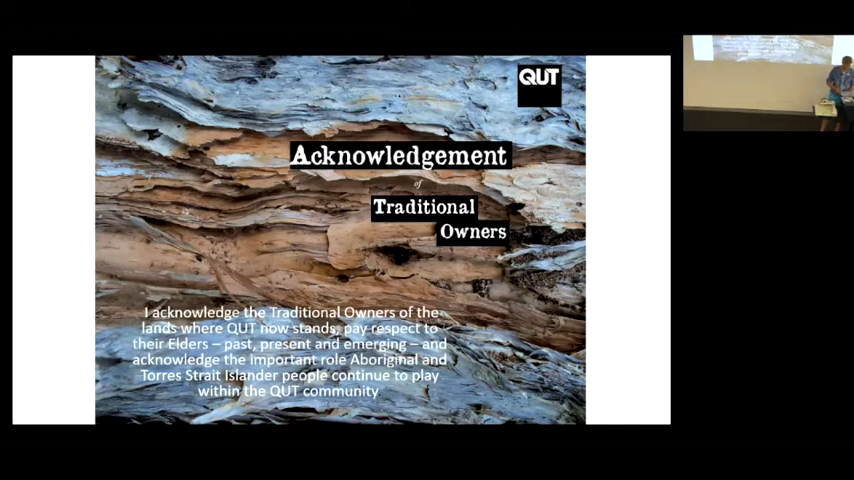 QUT
Acknowledgement
of
Traditional
Owners
I acknowledge the Traditional Owners of the
lands where QUT now stands, pay respect to
their Elders – past, present and emerging – and
acknowledge the Important role Aboriginal and
Torres Strait Islander people continue to play
within the QUT community.